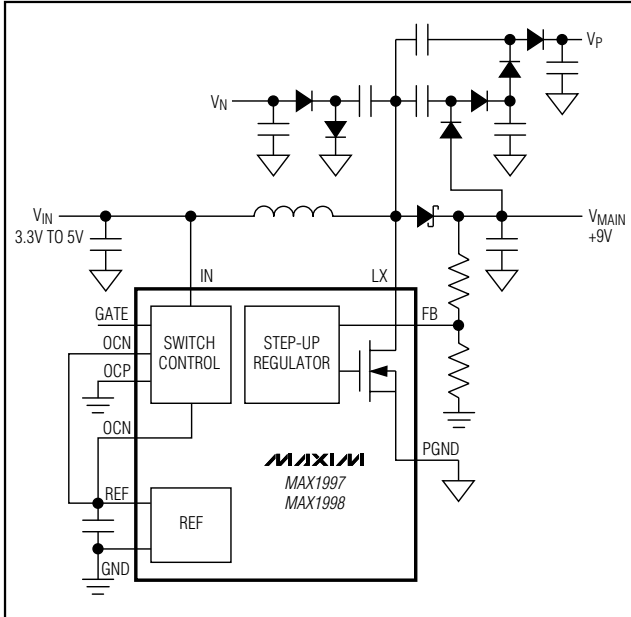 VP
VN
VIN
3.3V TO 5V
VMAIN
+9V
IN
LX
GATE
FB
OCN
SWITCH
CONTROL
STEP-UP
REGULATOR
OCP
OCN
PGND
MAXIM
MAX1997
MAX1998
REF
REF
GND